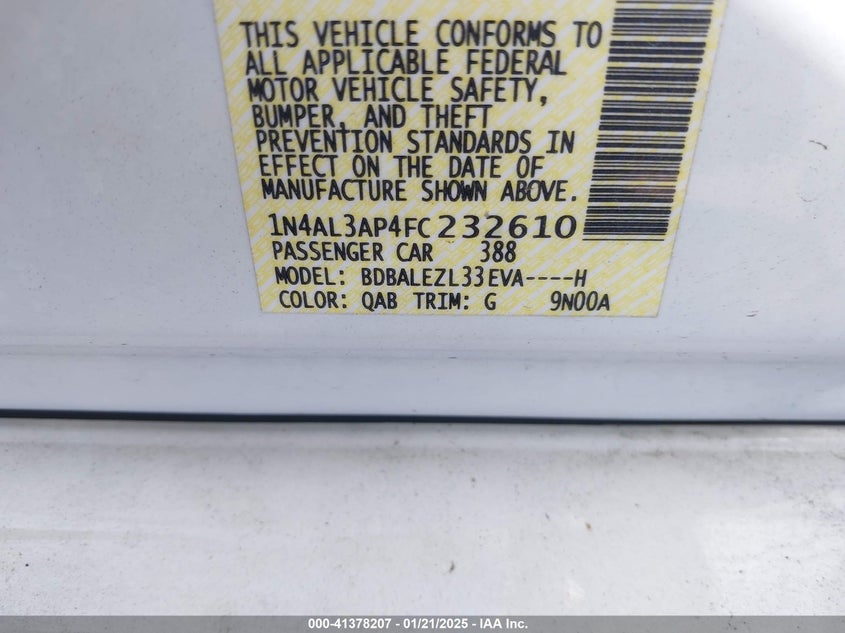 THIS VEHICLE CONFORMS TO
ALL APPLICABLE FEDERAL
MOTOR VEHICLE SAFETY,
BUMPER, AND THEFT
PREVENTION STANDARDS IN
EFFECT ON THE DATE OF
MANUFACTURE SHOWN ABOVE.
1N4AL3AP4FC232610
PASSENGER CAR 388
MODEL: BDBALEZL33EVA----H
COLOR: QAB TRIM: G 9N00A
000-41378207 - 01/21/2025 - IAA Inc.